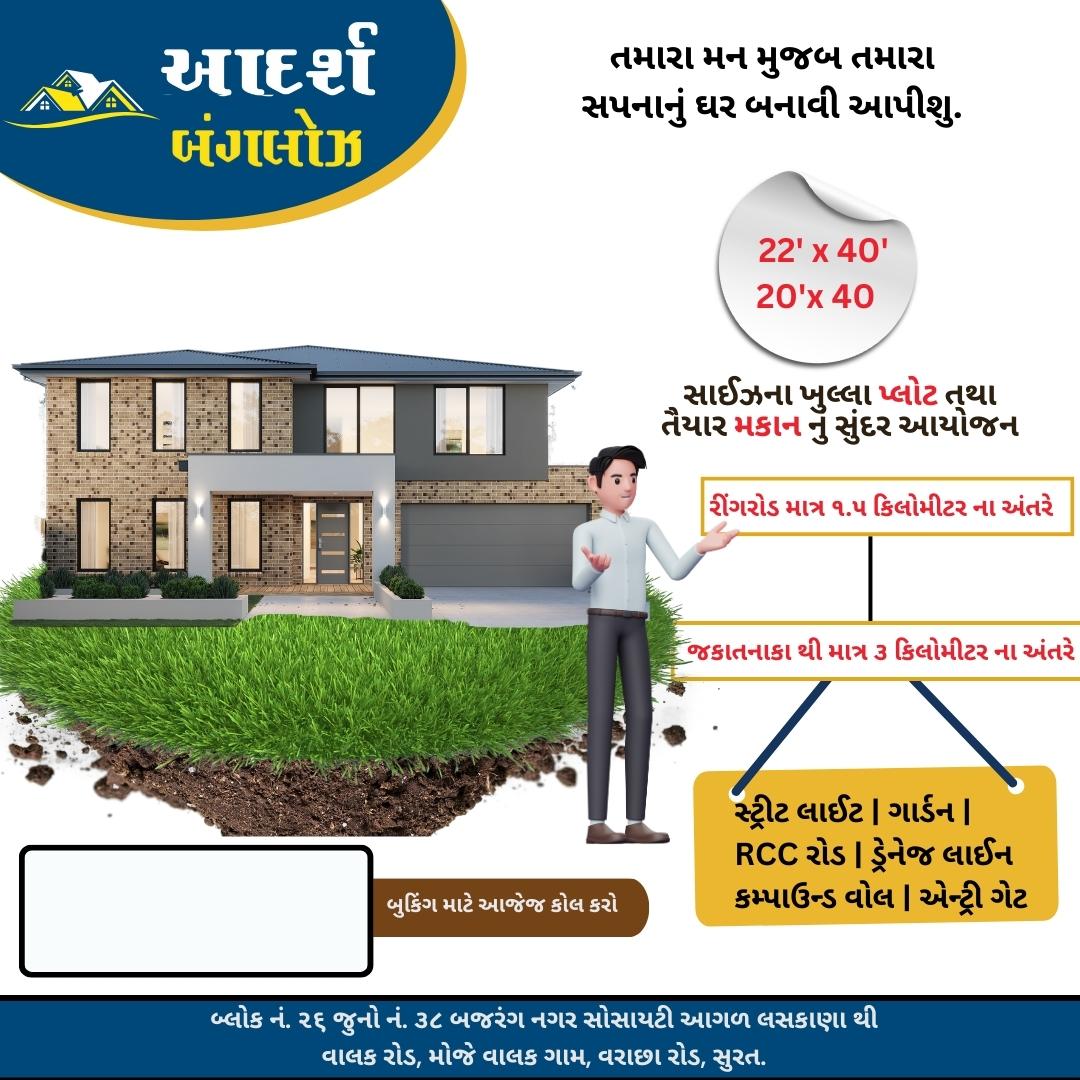 આદર્શ
બંગલોઝ
તમારા મન મુજબ તમારા
સપનાનું ઘર બનાવી આપીશુ.
22' x 40'
20'x 40
સાઈઝના ખુલ્લા પ્લોટ તથા
તૈયાર મકાન નું સુંદર આયોજન
રીંગરોડ માત્ર ૧.૫ કિલોમીટર ના અંતરે
જકાતનાકા થી માત્ર ૩ કિલોમીટર ના અંતરે
સ્ટ્રીટ લાઈટ | ગાર્ડન |
RCC રોડ | ડ્રેનેજ લાઈન
કમ્પાઉન્ડ વોલ | એન્ટ્રી ગેટ
બુકિંગ માટે આજેજ કોલ કરો
બ્લોક નં. ૨૬ જુનો નં. ૩૮ બજરંગ નગર સોસાયટી આગળ લસકાણા થી
વાલક રોડ, મોજે વાલક ગામ, વરાછા રોડ, સુરત.